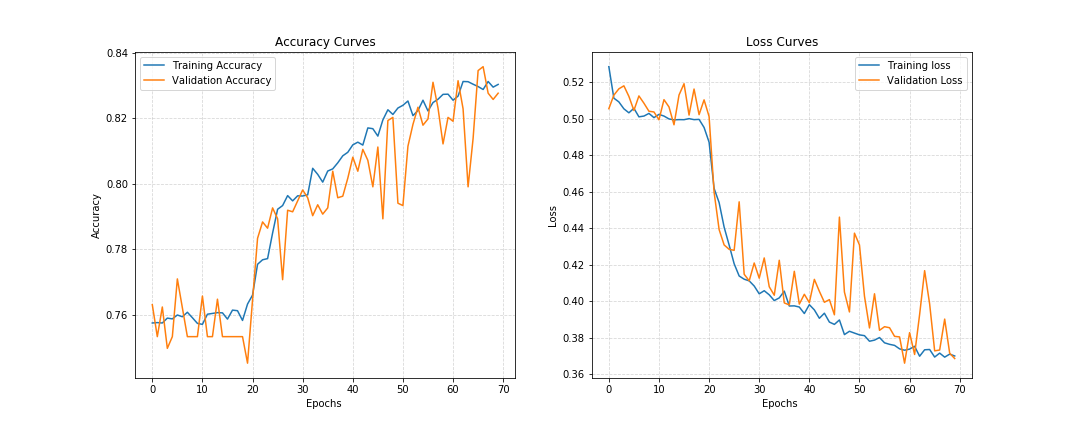 Accuracy Curves
Training Accuracy
Validation Accuracy
Accuracy
0.84
0.82
0.80
0.78
0.76
0 10 20 30 40 50 60 70
Epochs
Loss Curves
Training loss
Validation Loss
Loss
0.52
0.50
0.48
0.46
0.44
0.42
0.40
0.38
0.36
0 10 20 30 40 50 60 70
Epochs